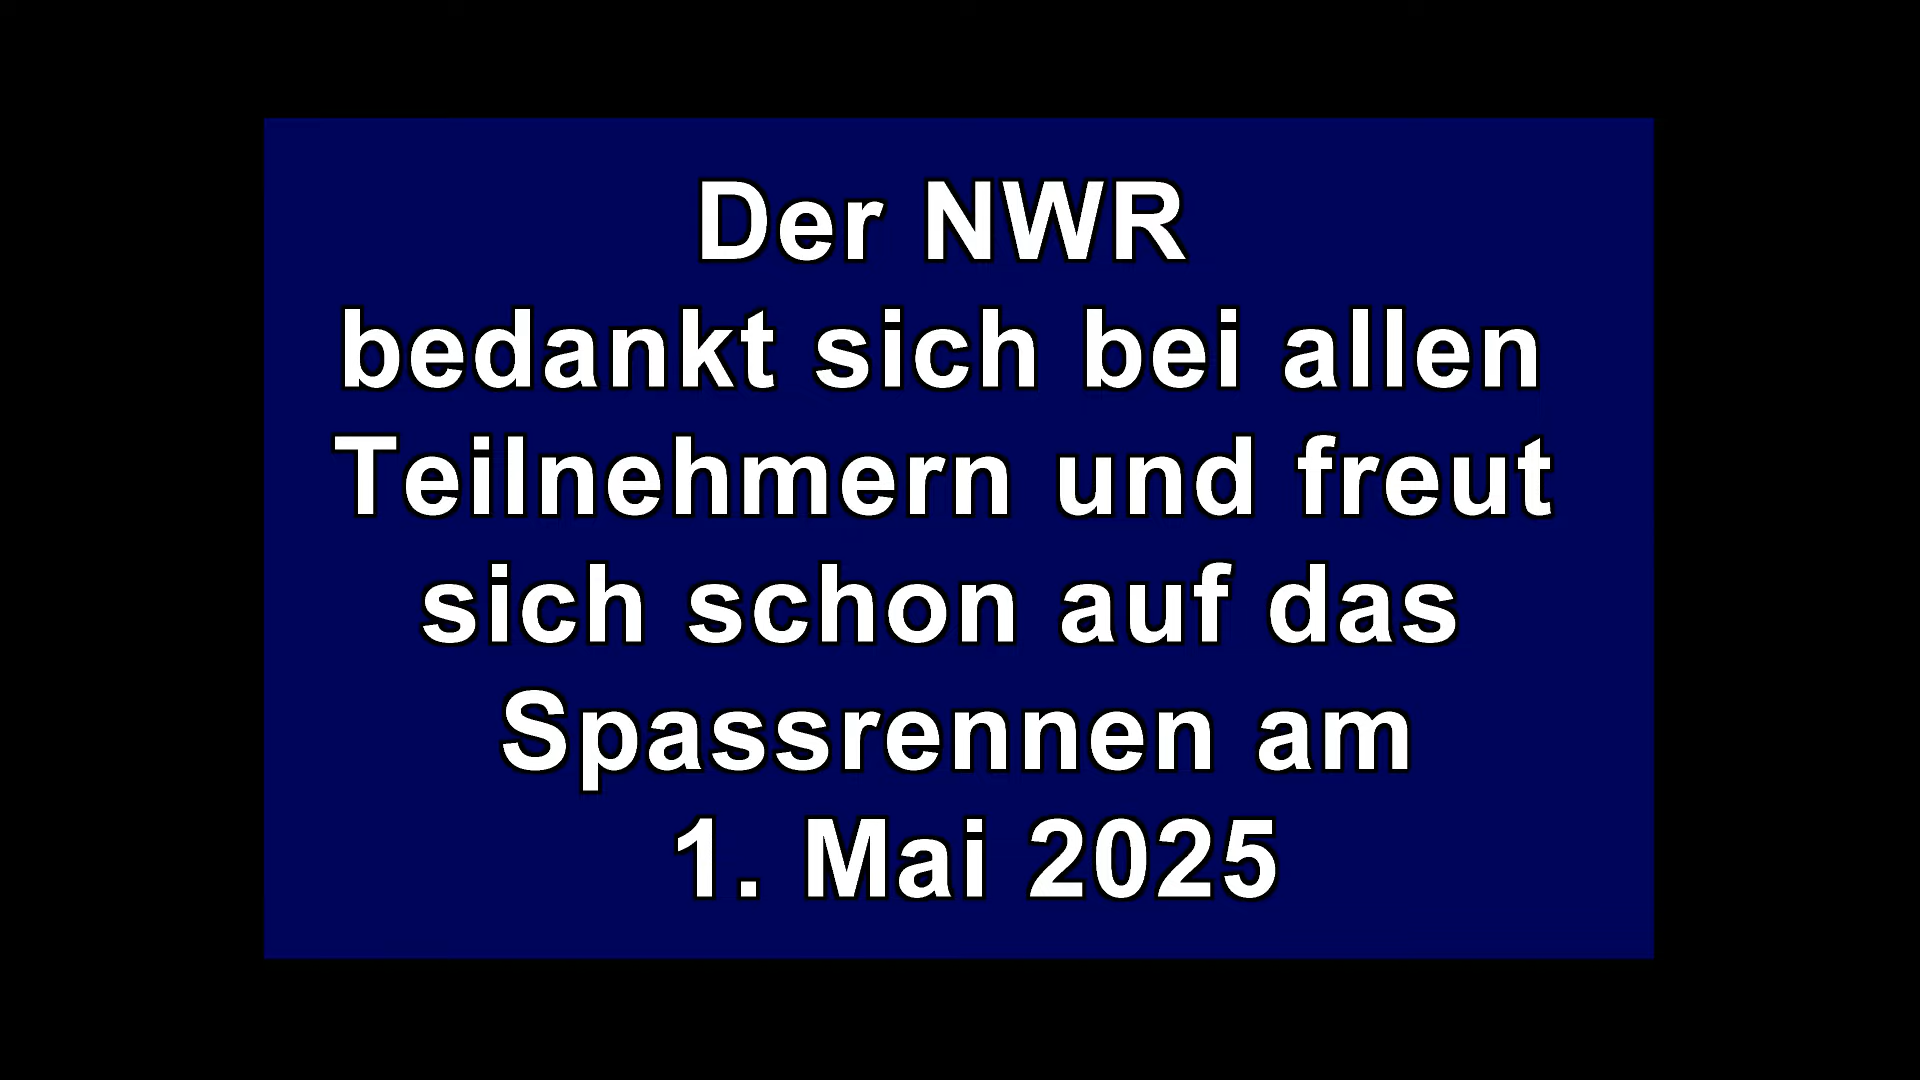 Der NWR
bedankt sich bei allen
Teilnehmern und freut
sich schon auf das
Spassrennen am
1. Mai 2025